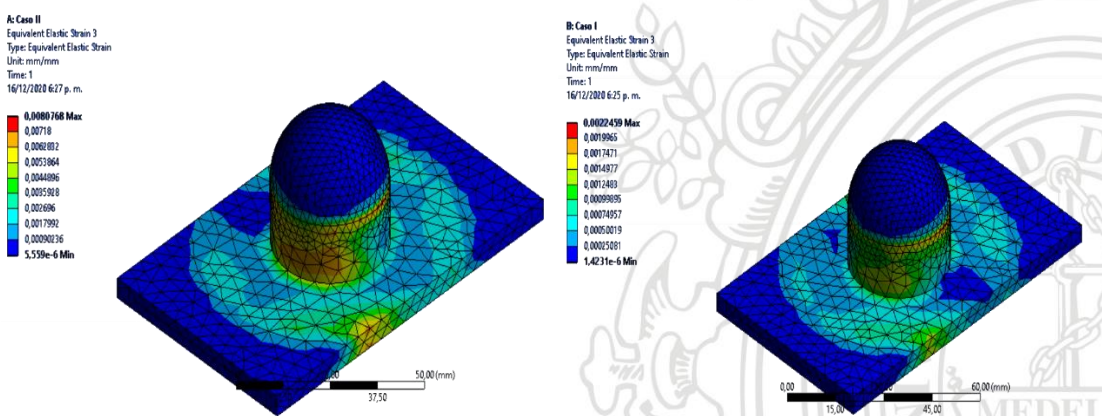 A: Caso II
Equivalent Elastic Strain 3
Type: Equivalent Elastic Strain
Unit: mm/mm
Time: 1
16/12/2020 6:27 p. m.
0,0080768 Max
0,00718
0,0062832
0,0053864
0,0044896
0,0035928
0,002696
0,0017992
0,00090236
5,559e-6 Min
50,00 (mm)
37,50
B: Caso I
Equivalent Elastic Strain 3
Type: Equivalent Elastic Strain
Unit: mm/mm
Time: 1
16/12/2020 6:25 p. m.
0,0022459 Max
0,0019965
0,0017471
0,0014977
0,0012483
0,00099895
0,00074957
0,00050019
0,00025081
1,4231e-6 Min
0,00
60,00 (mm)
15,00
45,00
MEDEL